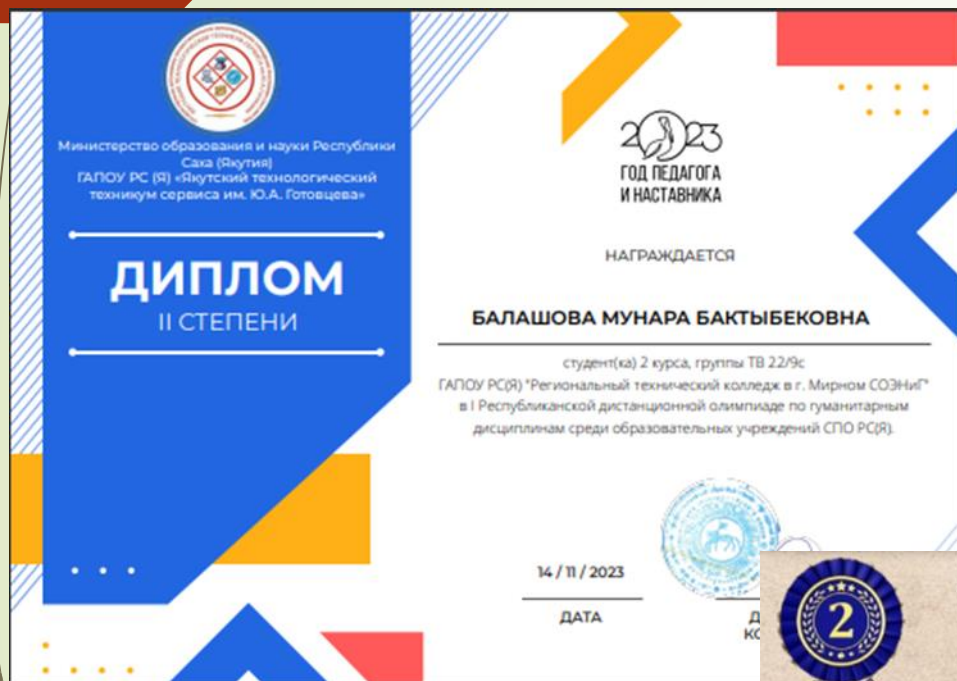 Министерство образования и науки Республики
Саха (Якутия)
ГАПОУ РС (Я) «Якутский технологический
техникум сервиса им. Ю.А. Готовцева»
ДИПЛОМ
II СТЕПЕНИ
2023
ГОД ПЕДАГОГА
И НАСТАВНИКА
НАГРАЖДАЕТСЯ
БАЛАШОВА МУНАРА БАКТЫБЕКОВНА
студент(ка) 2 курса, группы ТВ 22/9с
ГАПОУ РС(Я) "Региональный технический колледж в г. Мирном СОЭНиГ"
в I Республиканской дистанционной олимпиаде по гуманитарным
дисциплинам среди образовательных учреждений СПО РС(Я).
14 / 11 / 2023
ДАТА
2